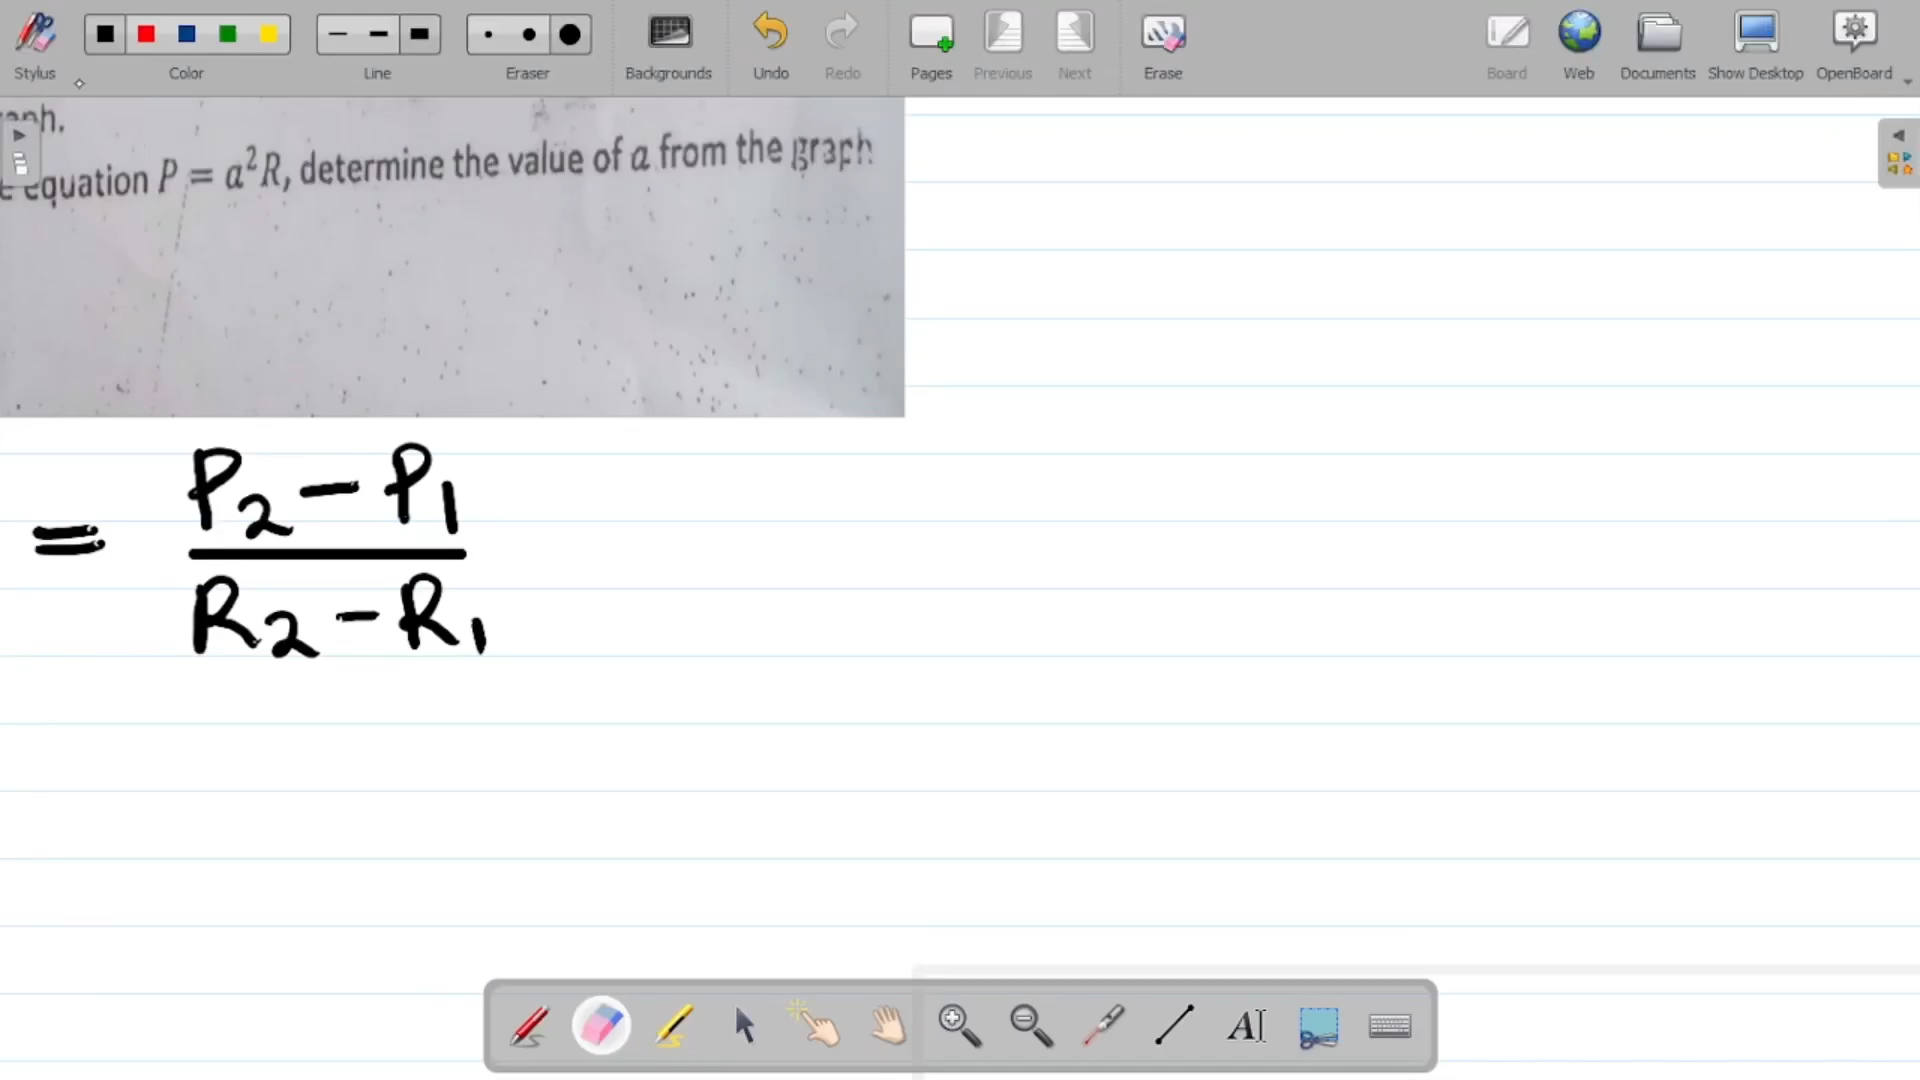 Stylus Color Line Eraser Backgrounds Undo Redo Pages Previous Next Erase Board Web Documents Show Desktop OpenBoard
equation P = a²R, determine the value of a from the graph
= P₂ − P₁
R₂ − R₁